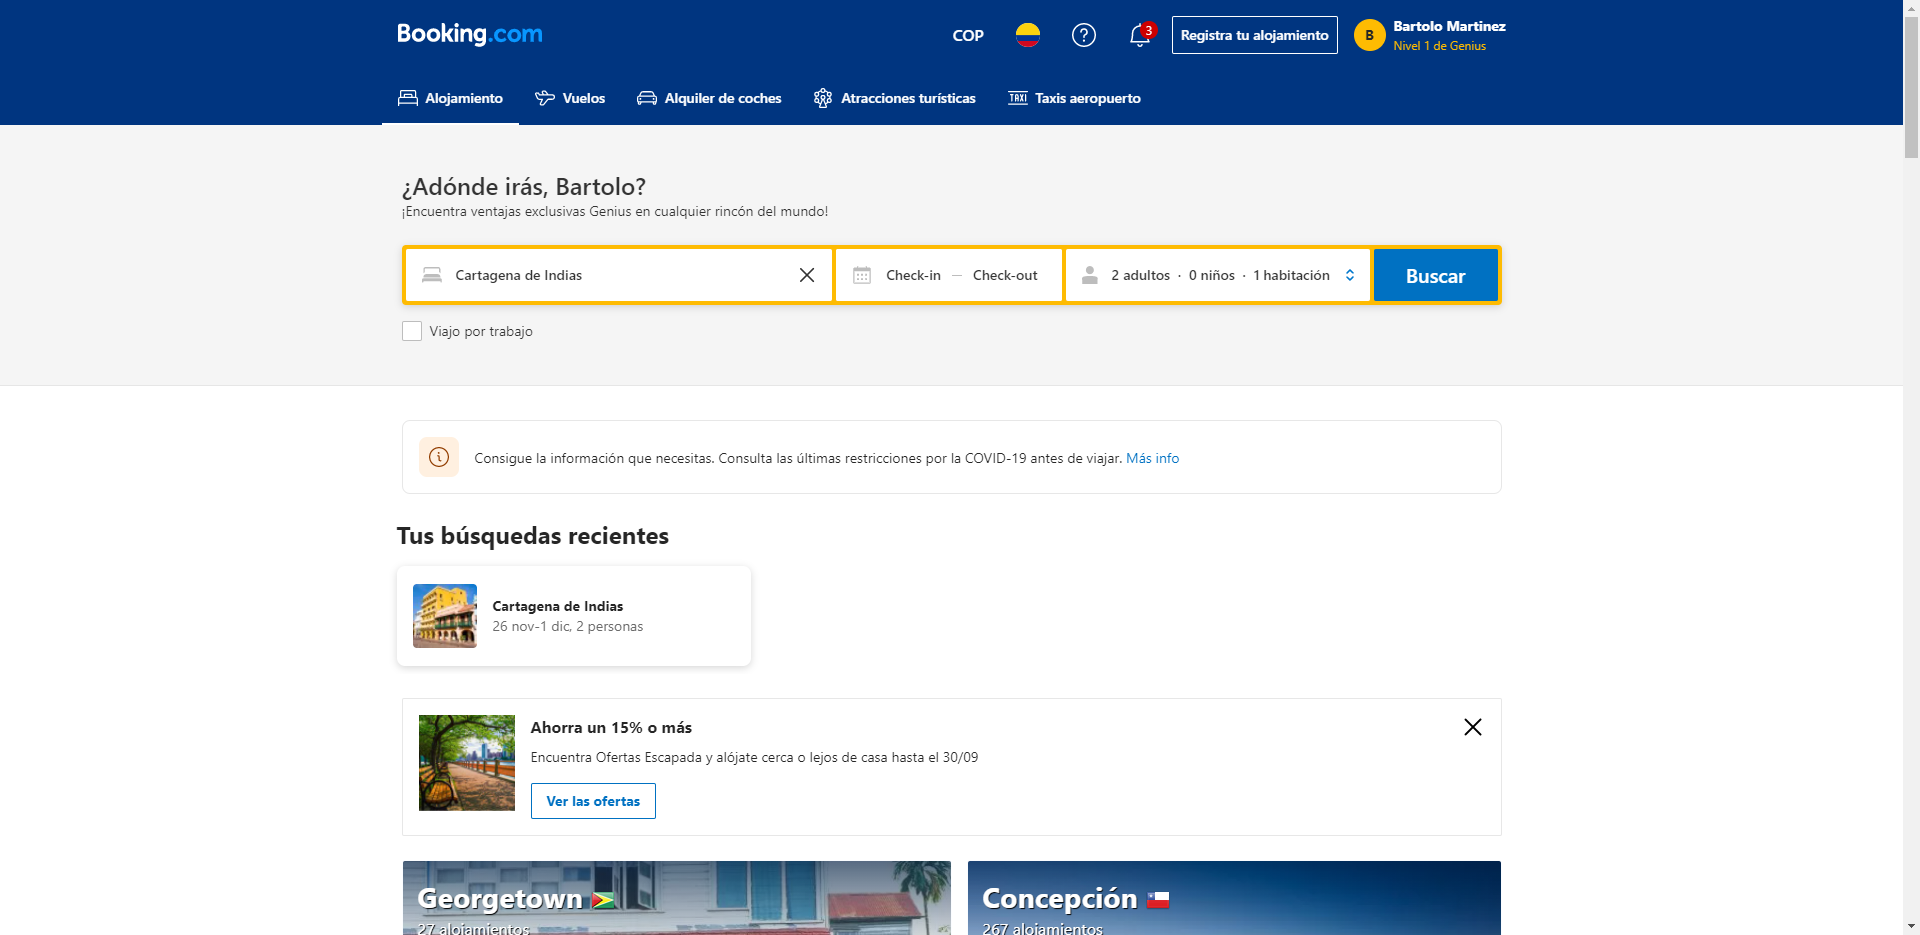 Booking.com
COP
3
Registra tu alojamiento
B
Bartolo Martinez
Nivel 1 de Genius
Alojamiento
Vuelos
Alquiler de coches
Atracciones turísticas
TAXI
Taxis aeropuerto
¿Adónde irás, Bartolo?
¡Encuentra ventajas exclusivas Genius en cualquier rincón del mundo!
Cartagena de Indias
Check-in — Check-out
2 adultos · 0 niños · 1 habitación
Buscar
Viajo por trabajo
Consigue la información que necesitas. Consulta las últimas restricciones por la COVID-19 antes de viajar. Más info
Tus búsquedas recientes
Cartagena de Indias
26 nov-1 dic, 2 personas
Ahorra un 15% o más
Encuentra Ofertas Escapada y alójate cerca o lejos de casa hasta el 30/09
Ver las ofertas
Georgetown
27 alojamientos
Concepción
267 alojamientos